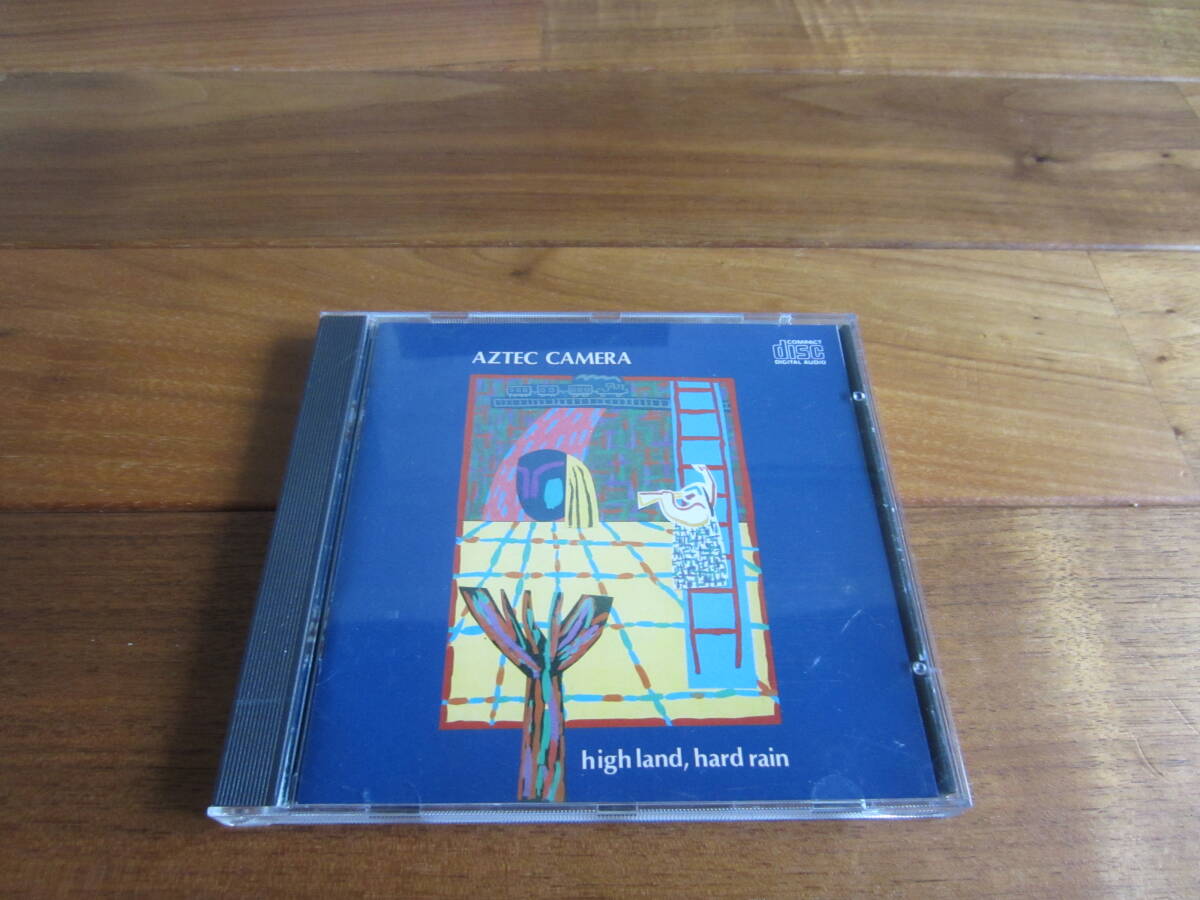 AZTEC CAMERA
COMPACT
disc
DIGITAL AUDIO
high land, hard rain